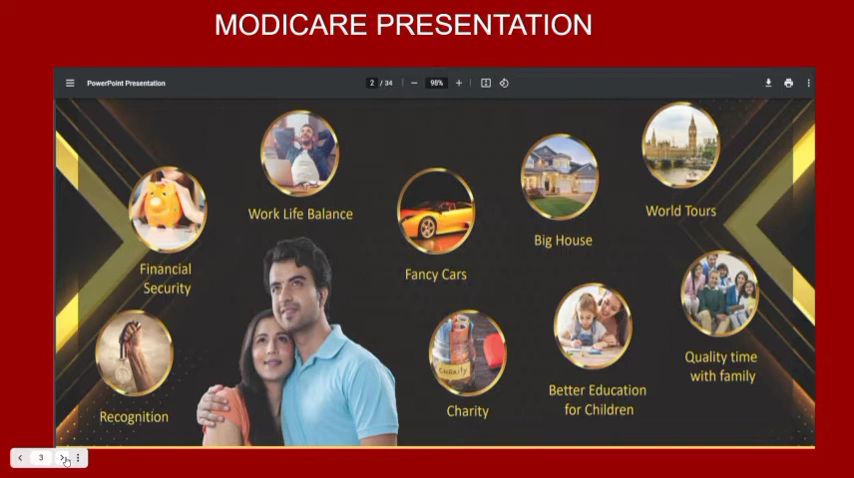 MODICARE PRESENTATION
PowerPoint Presentation
2 / 34
98%
Work Life Balance
World Tours
Big House
Financial
Security
Fancy Cars
Quality time
with family
Better Education
for Children
CHARITY
Charity
Recognition
3